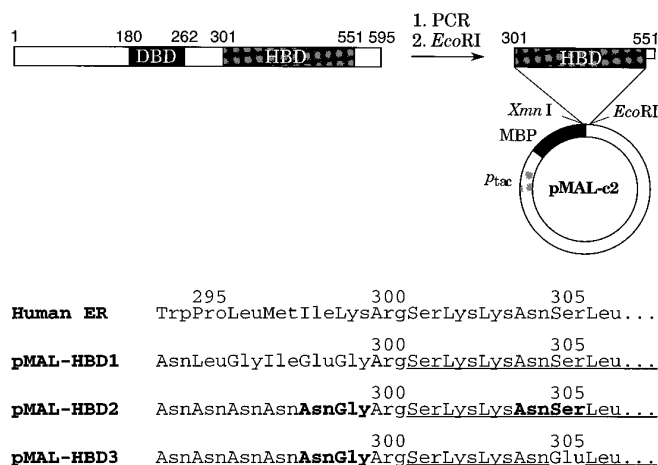 1 180 262 301 551 595
DBD HBD
1. PCR
2. EcoRI
301 551
HBD
XmnI EcoRI
MBP
ptac
pMAL-c2
295 300 305
Human ER TrpProLeuMetIleLysArgSerLysLysAsnSerLeu...
300 305
pMAL-HBD1 AsnLeuGlyIleGluGlyArgSerLysLysAsnSerLeu...
300 305
pMAL-HBD2 AsnAsnAsnAsnAsnGlyArgSerLysLysAsnSerLeu...
300 305
pMAL-HBD3 AsnAsnAsnAsnAsnGlyArgSerLysLysAsnGluLeu...